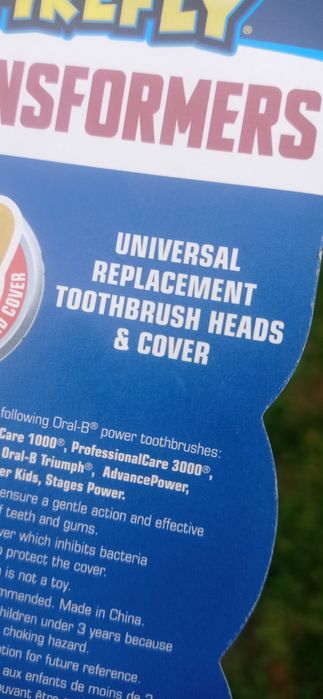 FIREFLY®
NSFORMERS
COVER
UNIVERSAL
REPLACEMENT
TOOTHBRUSH HEADS
& COVER
following Oral-B® power toothbrushes:
Care 1000®, ProfessionalCare 3000®,
Oral-B Triumph®, AdvancePower,
er Kids, Stages Power.
ensure a gentle action and effective
f teeth and gums.
ver which inhibits bacteria
o protect the cover.
is not a toy.
mmended. Made in China.
hildren under 3 years because
choking hazard.
tion for future reference.
aux enfants de moins de 3